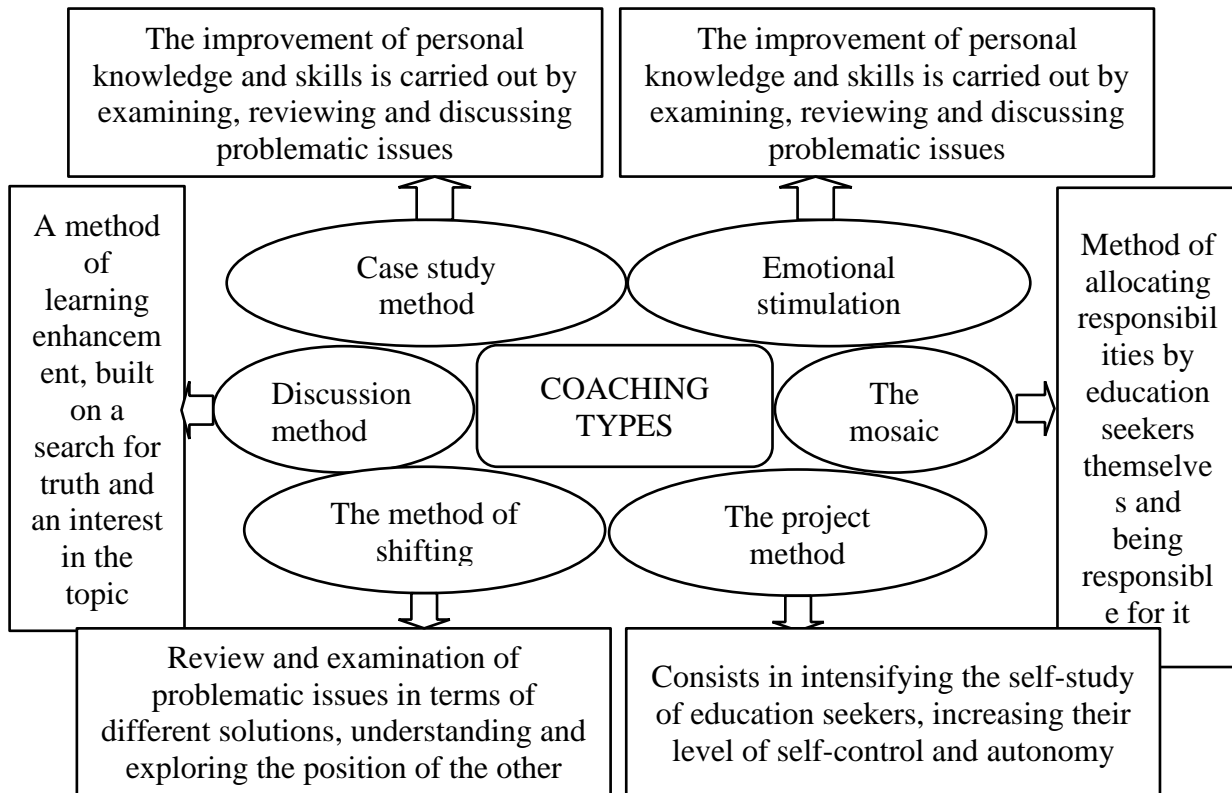 The improvement of personal
knowledge and skills is carried out by
examining, reviewing and discussing
problematic issues
The improvement of personal
knowledge and skills is carried out by
examining, reviewing and discussing
problematic issues
A method
of
learning
enhancem
ent, built
on a
search for
truth and
an interest
in the
topic
Case study
method
Emotional
stimulation
Method of
allocating
responsibil
ities by
education
seekers
themselve
s and
being
responsibl
e for it
Discussion
method
COACHING
TYPES
The
mosaic
The method of
shifting
The project
method
Review and examination of
problematic issues in terms of
different solutions, understanding and
exploring the position of the other
Consists in intensifying the self-study
of education seekers, increasing their
level of self-control and autonomy